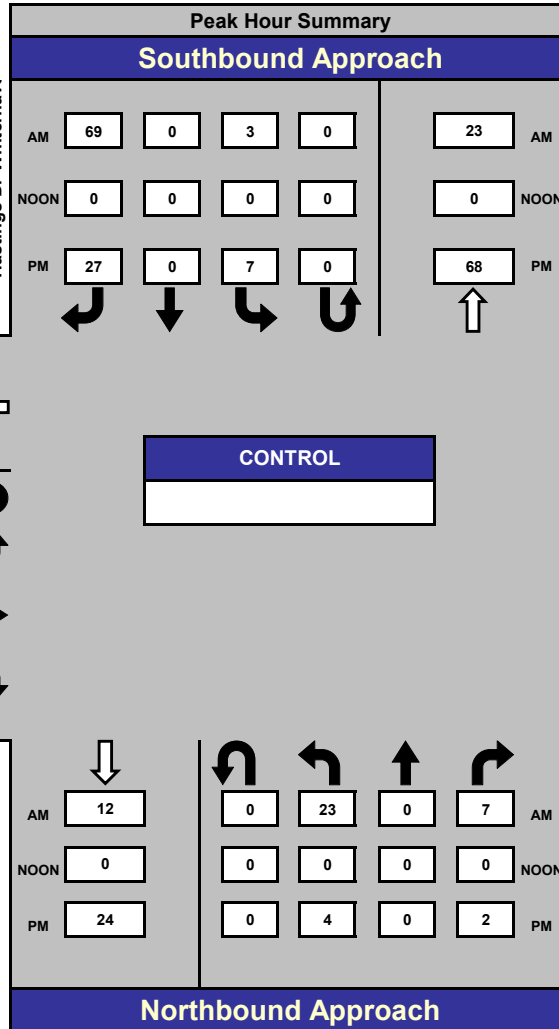 Peak Hour Summary
Southbound Approach
AM 69 0 3 0 23 AM
NOON 0 0 0 0 0 NOON
PM 27 0 7 0 68 PM
CONTROL
AM 12 0 23 0 7 AM
NOON 0 0 0 0 0 NOON
PM 24 0 4 0 2 PM
Northbound Approach